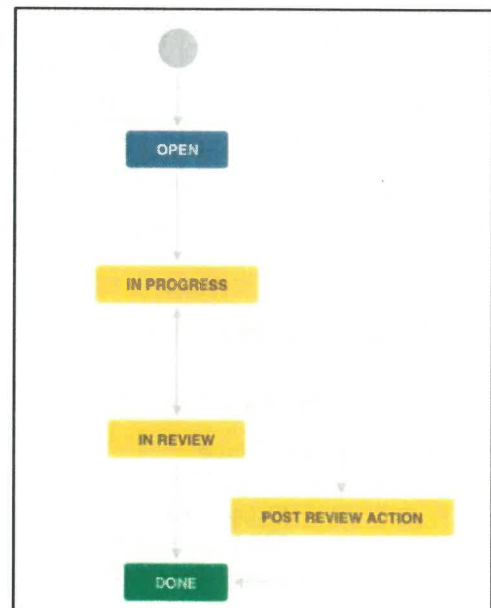 OPEN
IN PROGRESS
IN REVIEW
POST REVIEW ACTION
DONE